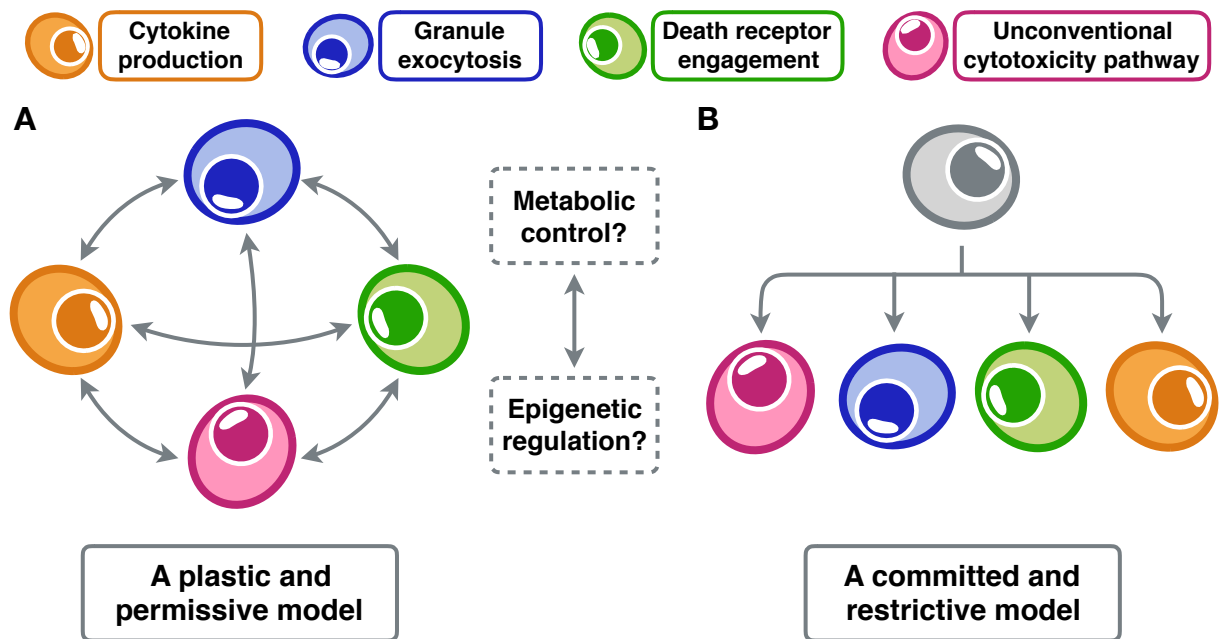 Cytokine
production
Granule
exocytosis
Death receptor
engagement
Unconventional
cytotoxicity pathway
A
B
Metabolic
control?
Epigenetic
regulation?
A plastic and
permissive model
A committed and
restrictive model